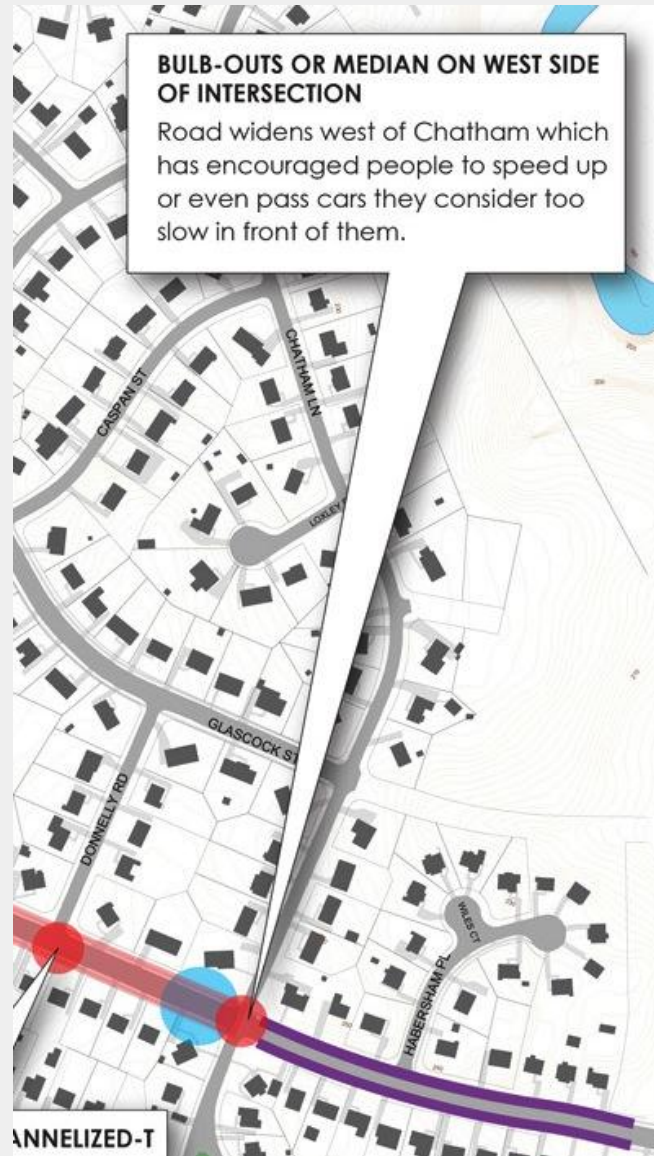 BULB-OUTS OR MEDIAN ON WEST SIDE
OF INTERSECTION
Road widens west of Chatham which
has encouraged people to speed up
or even pass cars they consider too
slow in front of them.
CHATHAM LN
CASPAN ST
LOXLEY
GLASCOCK ST
DONNELLY RD
WILES CT
HABERSHAM PL
ANNELIZED-T